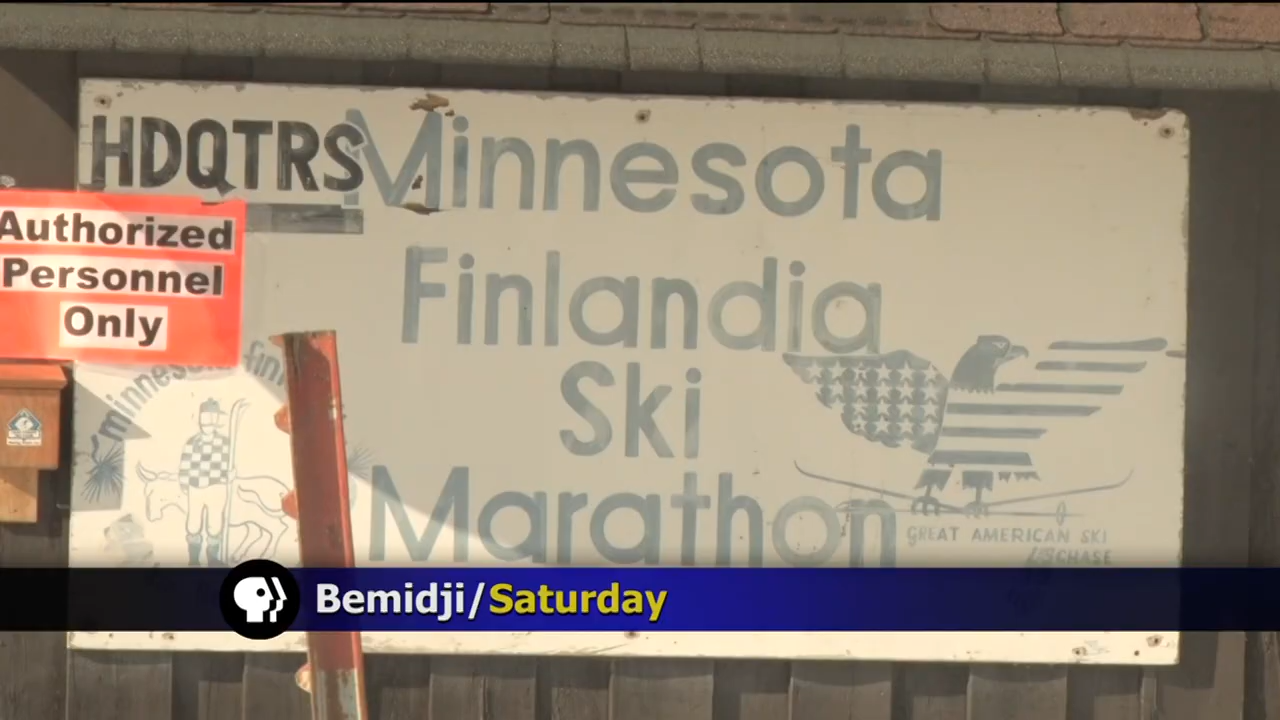 HDQTRS
Minnesota
Finlandia
Ski
Marathon
Authorized
Personnel
Only
minnesota fin
GREAT AMERICAN SKI
CHASE
Bemidji/Saturday